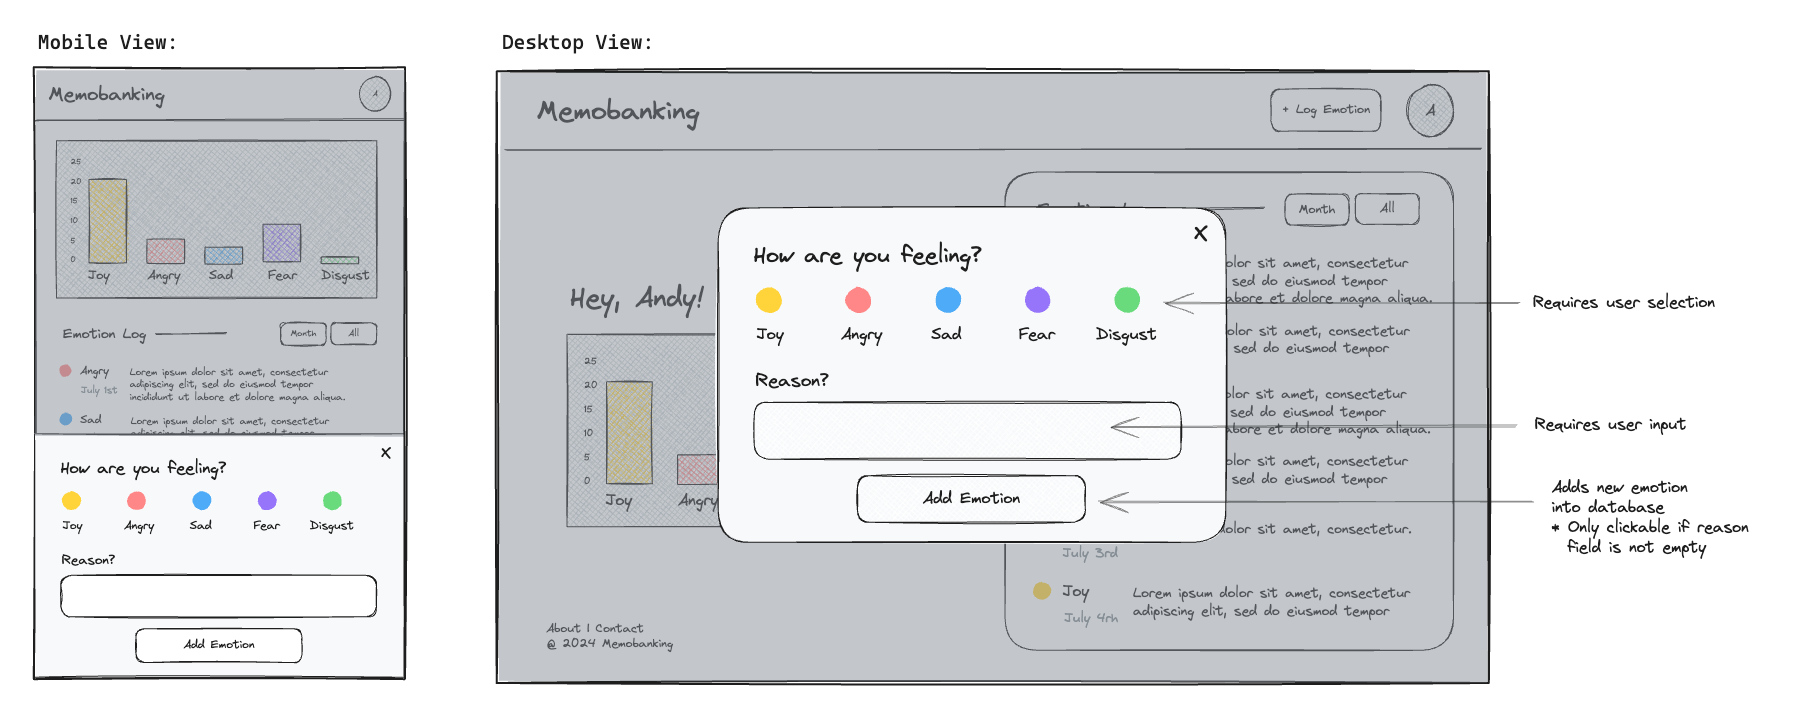 Mobile View:
Memobanking
A
25
20
15
10
5
0
Joy
Angry
Sad
Fear
Disgust
Emotion Log
Month
All
Angry
July 1st
Lorem ipsum dolor sit amet, consectetur
adipiscing elit, sed do eiusmod tempor
incididunt ut labore et dolore magna aliqua.
Sad
Lorem ipsum dolor sit amet, consectetur
adipiscing elit, sed do eiusmod tempor
X
How are you feeling?
Joy
Angry
Sad
Fear
Disgust
Reason?
Add Emotion
Desktop View:
Memobanking
+ Log Emotion
A
Hey, Andy!
25
20
15
10
5
0
Joy
Angry
About | Contact
@ 2024 Memobanking
Month
All
olor sit amet, consectetur
sed do eiusmod tempor
abore et dolore magna aliqua.
olor sit amet, consectetur
sed do eiusmod tempor
olor sit amet, consectetur
sed do eiusmod tempor
abore et dolore magna aliqua.
olor sit amet, consectetur
sed do eiusmod tempor
olor sit amet, consectetur.
July 3rd
Joy
July 4rh
Lorem ipsum dolor sit amet, consectetur
adipiscing elit, sed do eiusmod tempor
X
How are you feeling?
Joy
Angry
Sad
Fear
Disgust
Reason?
Add Emotion
Requires user selection
Requires user input
Adds new emotion
into database
* Only clickable if reason
field is not empty